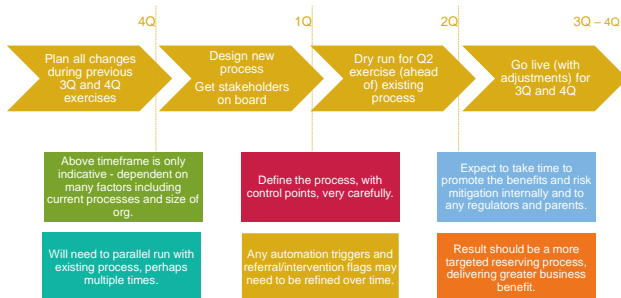 4Q
1Q
2Q
3Q – 4Q
Plan all changes
during previous
3Q and 4Q
exercises
Design new
process
Get stakeholders
on board
Dry run for Q2
exercise (ahead
of) existing
process
Go live (with
adjustments) for
3Q and 4Q
Above timeframe is only
indicative - dependent on
many factors including
current processes and size of
org.
Define the process, with
control points, very carefully.
Expect to take time to
promote the benefits and risk
mitigation internally and to
any regulators and parents.
Will need to parallel run with
existing process, perhaps
multiple times.
Any automation triggers and
referral/intervention flags may
need to be refined over time.
Result should be a more
targeted reserving process,
delivering greater business
benefit.